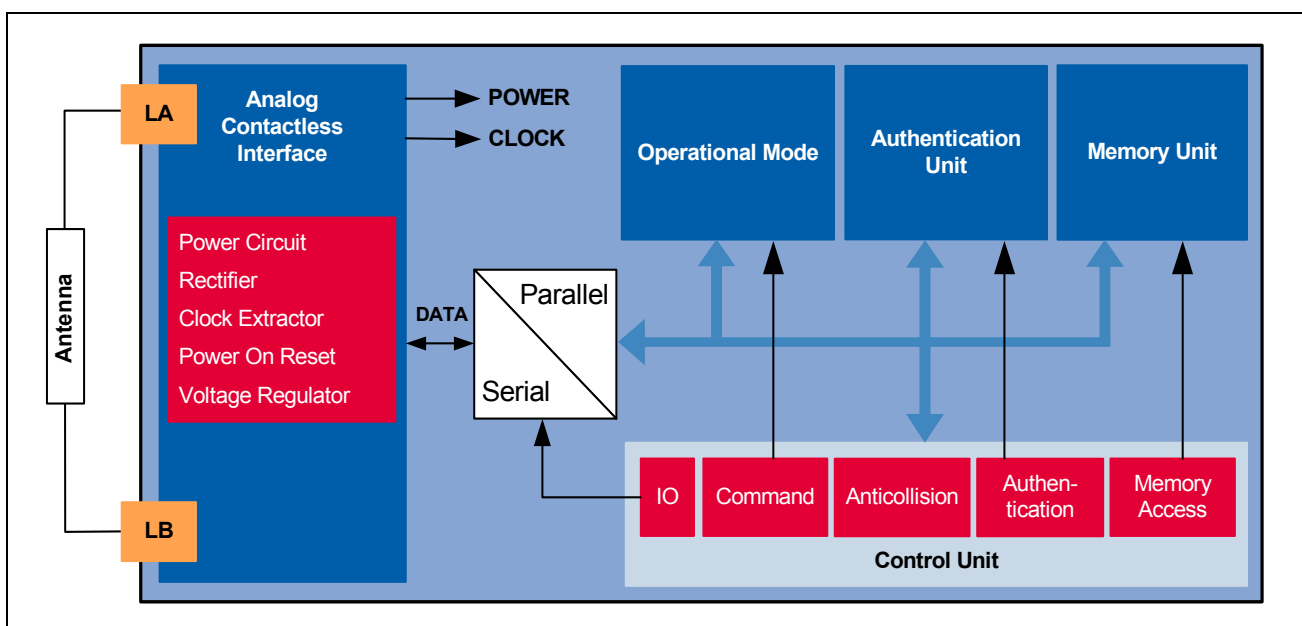 LA
Analog
Contactless
Interface
POWER
CLOCK
Operational Mode
Authentication
Unit
Memory Unit
Power Circuit
Rectifier
Clock Extractor
Power On Reset
Voltage Regulator
Antenna
DATA
Parallel
Serial
LB
IO
Command
Anticollision
Authen-
tication
Memory
Access
Control Unit